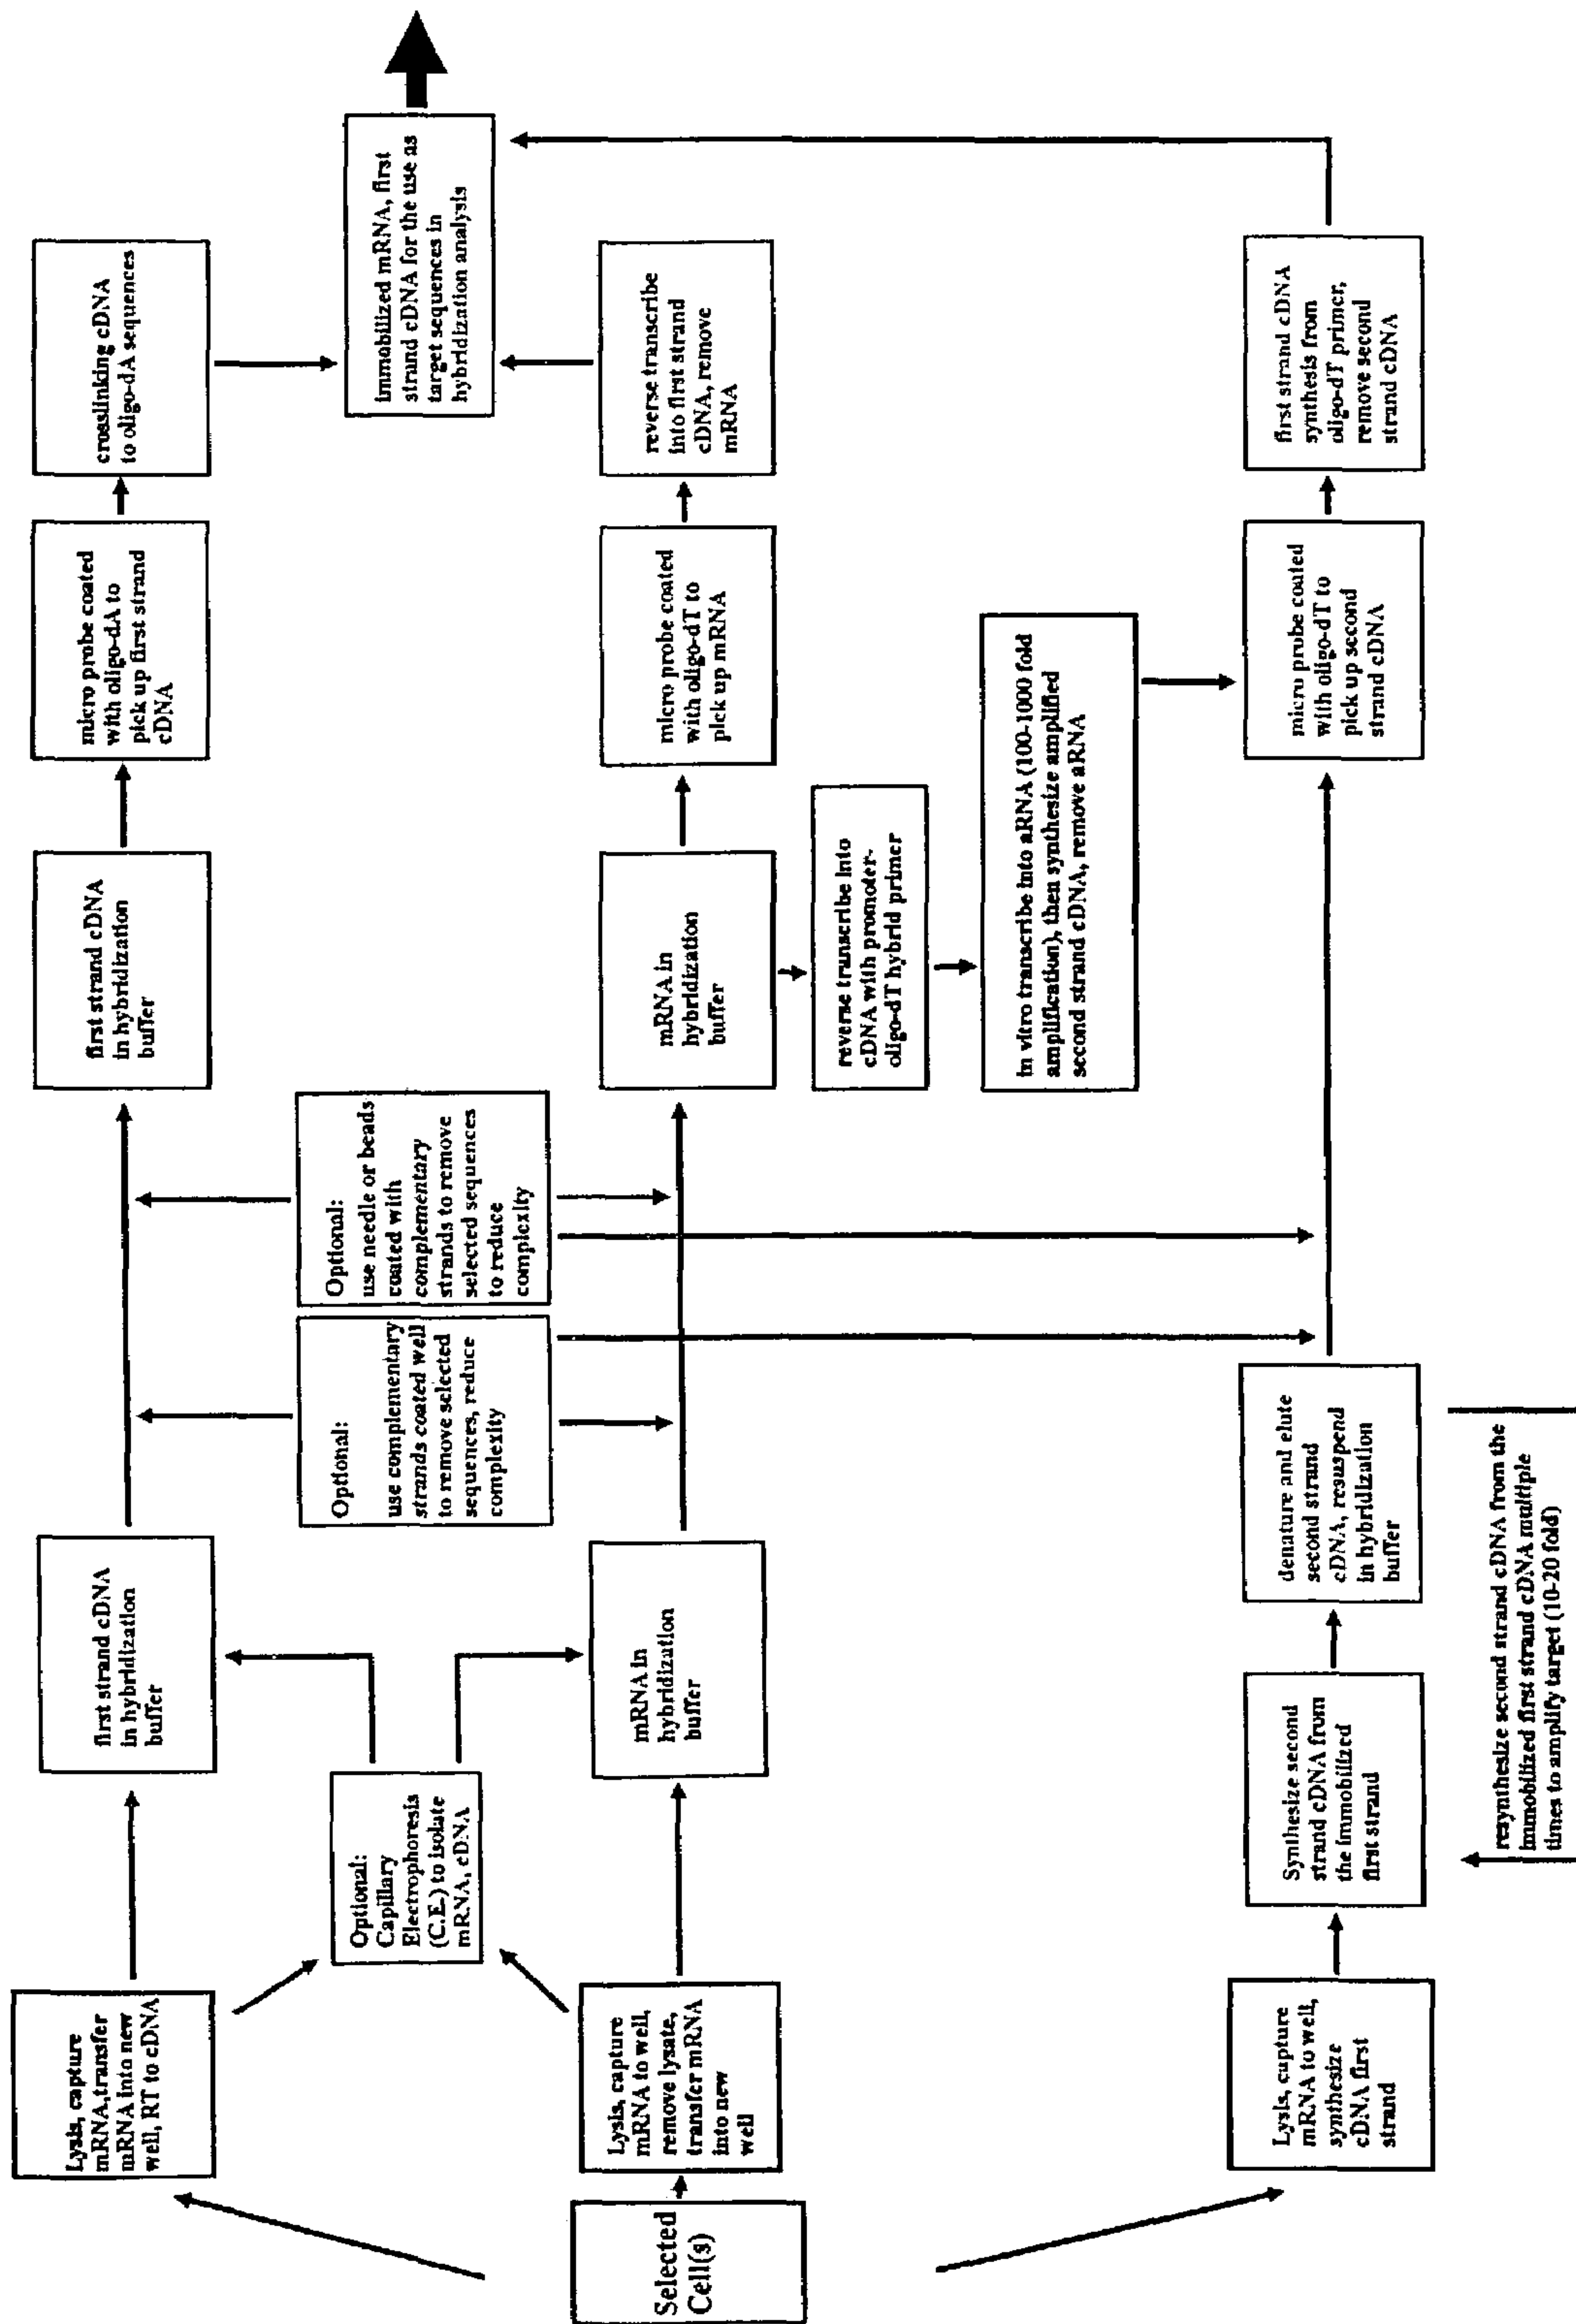 Selected
Cell(s)
Lysis, capture
mRNA,transfer
mRNA into new
well, RT to cDNA
Optional:
Capillary
Electrophoresis
(C.E.) to isolate
mRNA, cDNA
first strand cDNA
in hybridization
buffer
Optional:
use complementary
strands coated well
to remove selected
sequences, reduce
complexity
Optional:
use needle or beads
coated with
complementary
strands to remove
selected sequences
to reduce
complexity
first strand cDNA
in hybridization
buffer
micro probe coated
with oligo-dA to
pick up first strand
cDNA
crosslinking cDNA
to oligo-dA sequences
immobilized mRNA, first
strand cDNA for the use as
target sequences in
hybridization analysis
Lysis, capture
mRNA to well,
remove lysate,
transfer mRNA
into new
well
mRNA in
hybridization
buffer
mRNA in
hybridization
buffer
micro probe coated
with oligo-dT to
pick up mRNA
reverse transcribe
into first strand
cDNA, remove
mRNA
reverse transcribe into
cDNA with promoter-
oligo-dT hybrid primer
in vitro transcribe into aRNA (100-1000 fold
amplification), then synthesize amplified
second strand cDNA, remove aRNA
Lysis, capture
mRNA to well,
synthesize
cDNA first
strand
Synthesize second
strand cDNA from
the immobilized
first strand
denature and elute
second strand
cDNA, resuspend
in hybridization
buffer
micro probe coated
with oligo-dT to
pick up second
strand cDNA
first strand cDNA
synthesis from
oligo-dT primer,
remove second
strand cDNA
resynthesize second strand cDNA from the
immobilized first strand cDNA multiple
times to amplify target (10-20 fold)